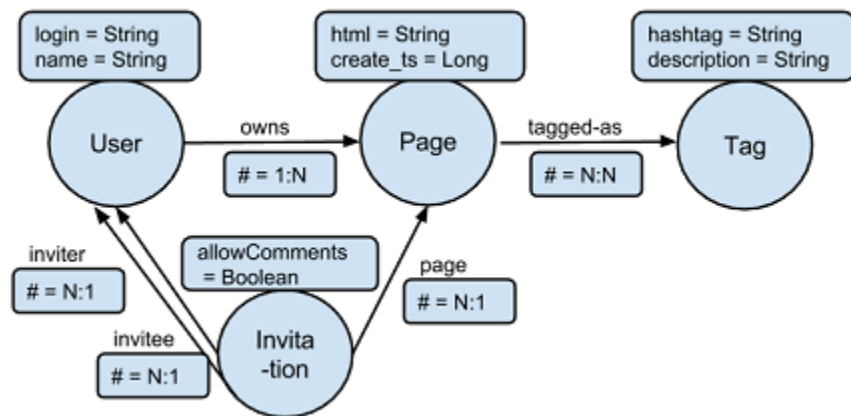 login = String
name = String
html = String
create_ts = Long
hashtag = String
description = String
User
owns
# = 1:N
Page
tagged-as
# = N:N
Tag
inviter
# = N:1
allowComments
= Boolean
page
# = N:1
invitee
# = N:1
Invita
-tion